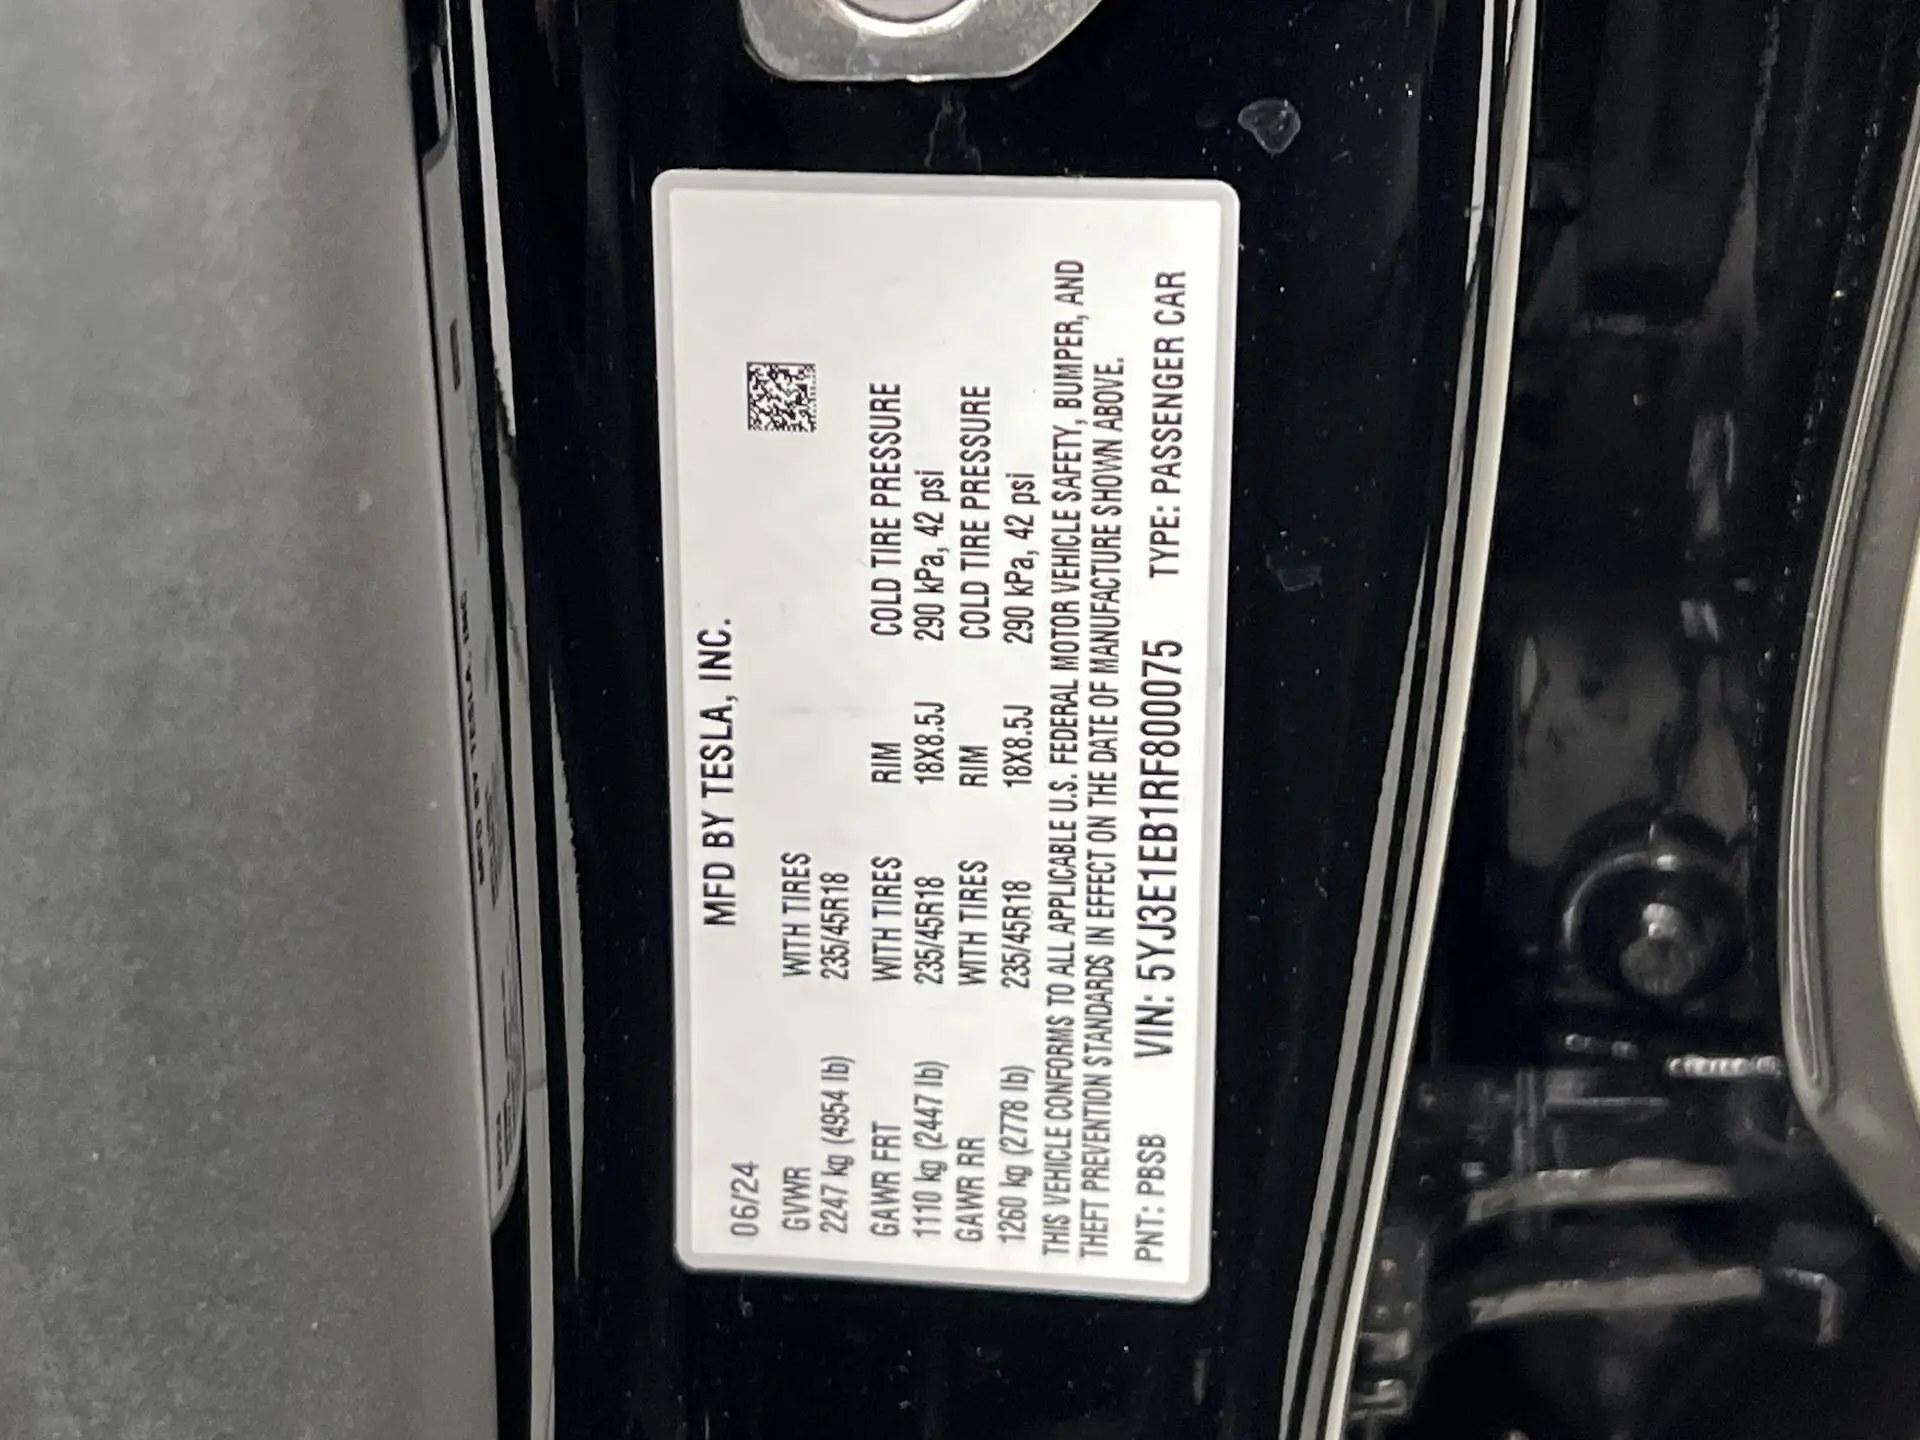 06/24 MFD BY TESLA, INC.
GVWR WITH TIRES
2247 kg (4954 lb) 235/45R18
GAWR FRT WITH TIRES RIM COLD TIRE PRESSURE
1110 kg (2447 lb) 235/45R18 18X8.5J 290 kPa, 42 psi
GAWR RR WITH TIRES RIM COLD TIRE PRESSURE
1260 kg (2778 lb) 235/45R18 18X8.5J 290 kPa, 42 psi
THIS VEHICLE CONFORMS TO ALL APPLICABLE U.S. FEDERAL MOTOR VEHICLE SAFETY, BUMPER, AND
THEFT PREVENTION STANDARDS IN EFFECT ON THE DATE OF MANUFACTURE SHOWN ABOVE.
PNT: PBSB VIN: 5YJ3E1EB1RF800075 TYPE: PASSENGER CAR